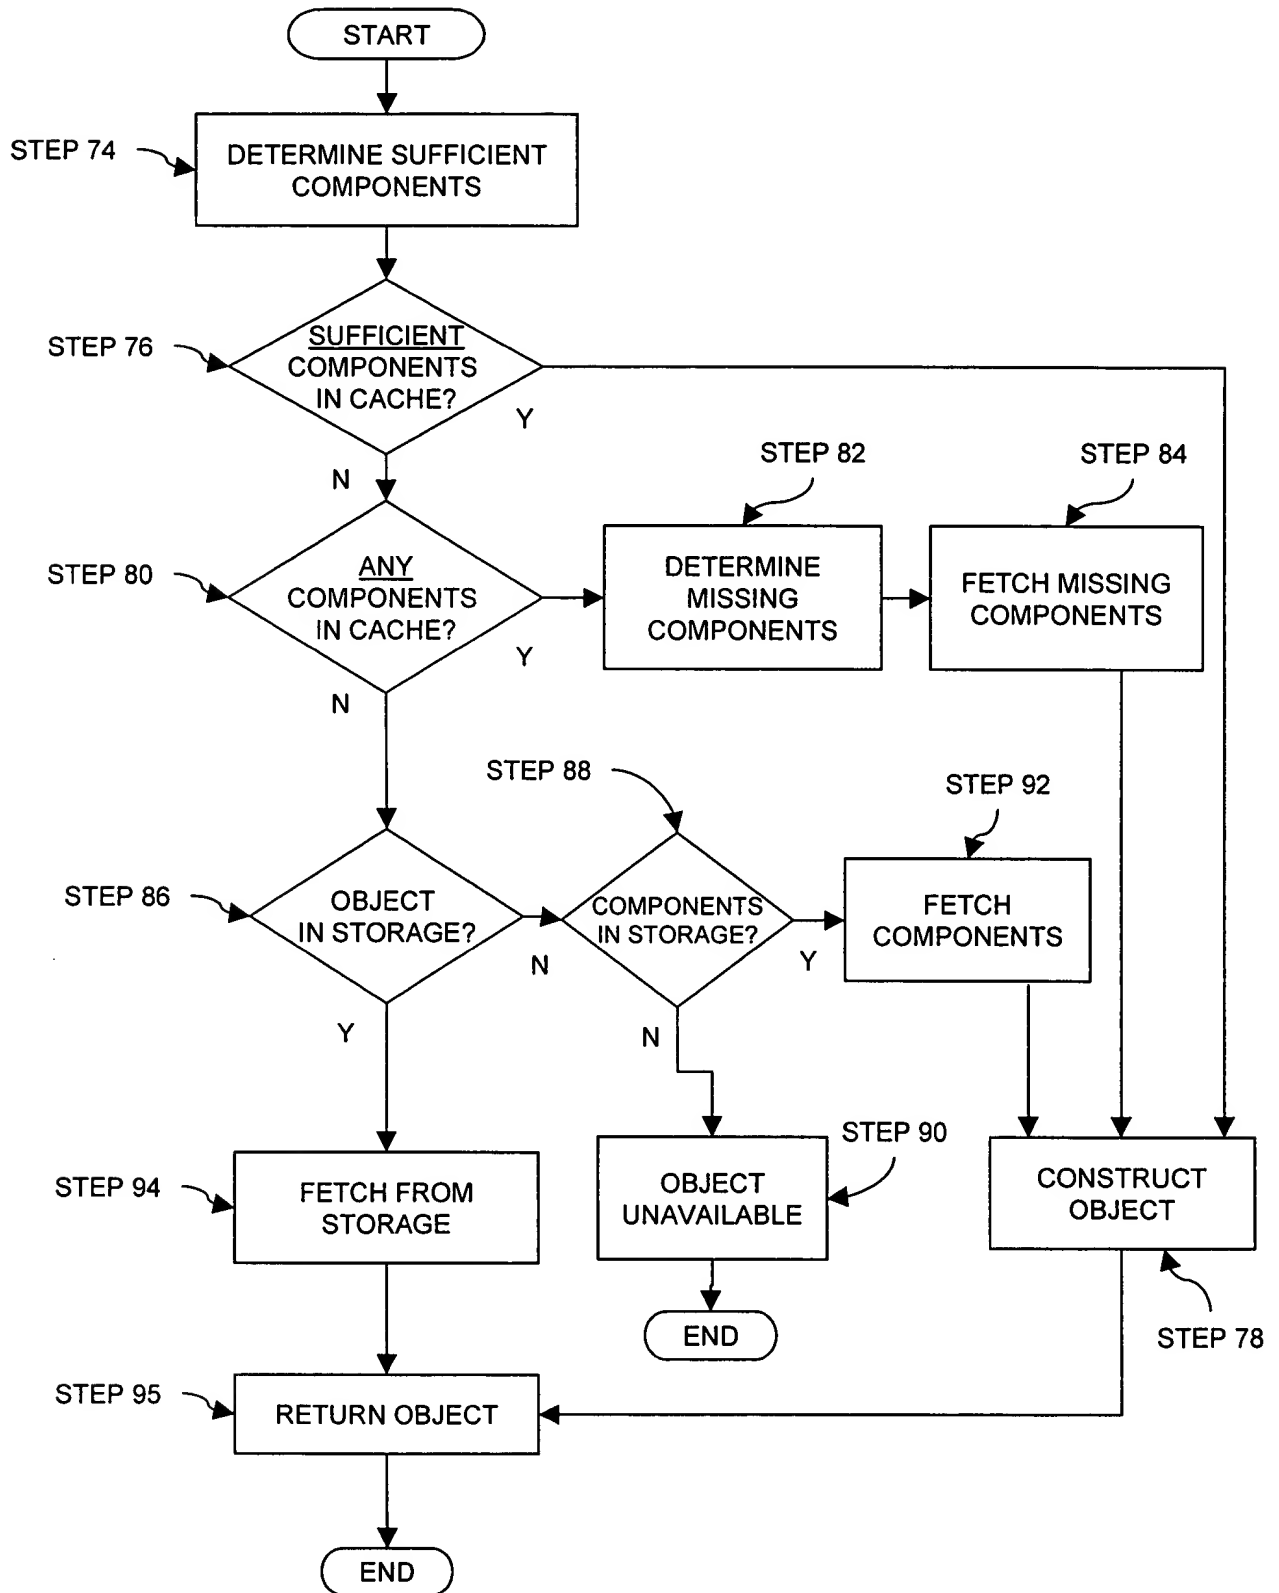 START
STEP 74
DETERMINE SUFFICIENT
COMPONENTS
STEP 76
SUFFICIENT
COMPONENTS
IN CACHE?
Y
N
STEP 82
STEP 84
STEP 80
ANY
COMPONENTS
IN CACHE?
Y
N
DETERMINE
MISSING
COMPONENTS
FETCH MISSING
COMPONENTS
STEP 88
STEP 92
STEP 86
OBJECT
IN STORAGE?
N
Y
COMPONENTS
IN STORAGE?
Y
N
FETCH
COMPONENTS
STEP 94
FETCH FROM
STORAGE
OBJECT
UNAVAILABLE
STEP 90
CONSTRUCT
OBJECT
END
STEP 78
STEP 95
RETURN OBJECT
END